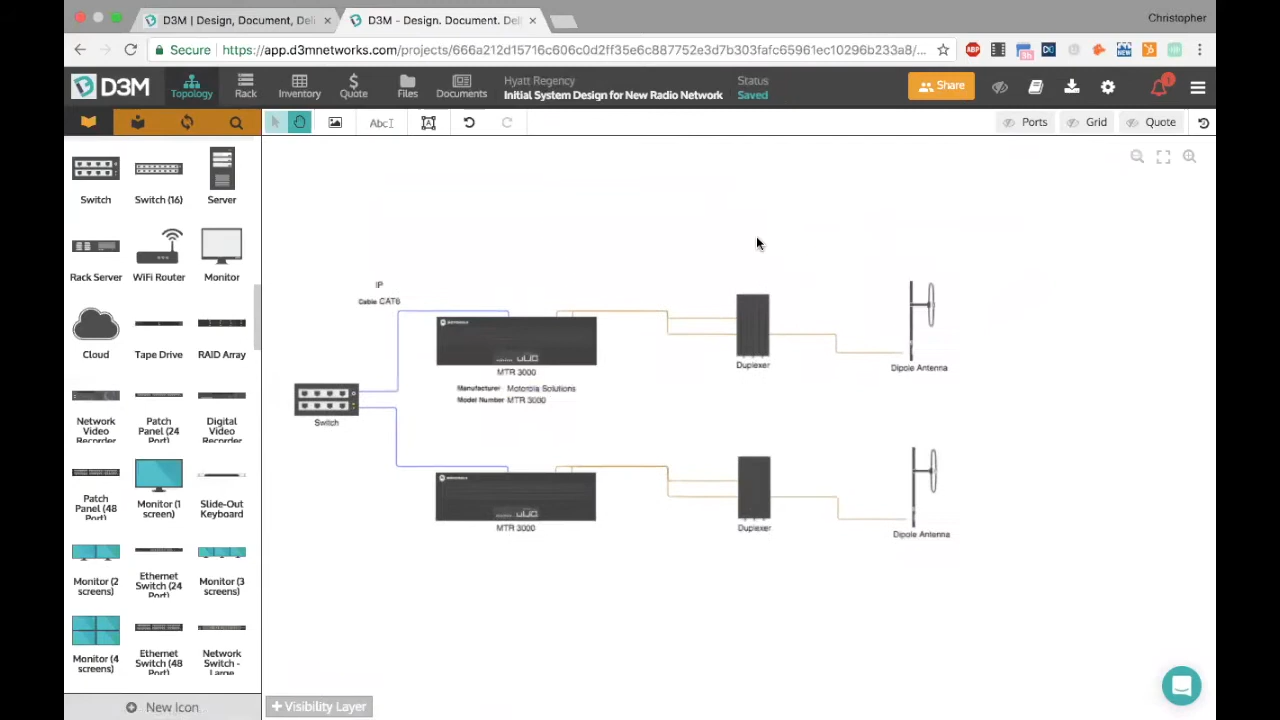 Christopher
D3M | Design, Document, Deli
D3M - Design. Document. Deli
Secure
https://app.d3mnetworks.com/projects/666a212d15716c606c0d2ff35e6c887752e3d7b303fafc65961ec10296b233a8/...
D3M
Topology
Rack
Inventory
Quote
Files
Documents
Hyatt Regency
Initial System Design for New Radio Network
Status
Saved
Share
1
Abc
Ports
Grid
Quote
Switch
Switch (16)
Server
Rack Server
WiFi Router
Monitor
Cloud
Tape Drive
RAID Array
Network Video Recorder
Patch Panel (24 Port)
Digital Video Recorder
Patch Panel (48 Port)
Monitor (1 screen)
Slide-Out Keyboard
Monitor (2 screens)
Ethernet Switch (24 Port)
Monitor (3 screens)
Monitor (4 screens)
Ethernet Switch (48 Port)
Network Switch - Large
New Icon
IP
Cable CAT6
MTR 3000
Manufacturer Motorola Solutions
Model Number MTR 3000
Duplexer
Dipole Antenna
Switch
MTR 3000
Duplexer
Dipole Antenna
+ Visibility Layer